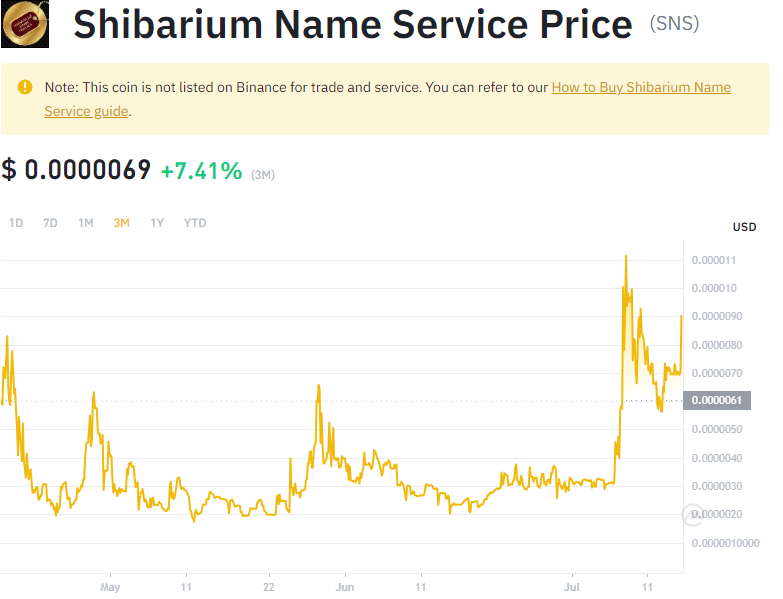 Shibarium Name Service Price (SNS)
Note: This coin is not listed on Binance for trade and service. You can refer to our How to Buy Shibarium Name
Service guide.
$ 0.0000069 +7.41% (3M)
1D 7D 1M 3M 1Y YTD
USD
0.000011
0.000010
0.0000090
0.0000080
0.0000070
0.0000061
0.0000050
0.0000040
0.0000030
0.0000020
0.0000010000
May 11 22 Jun 11 Jul 11